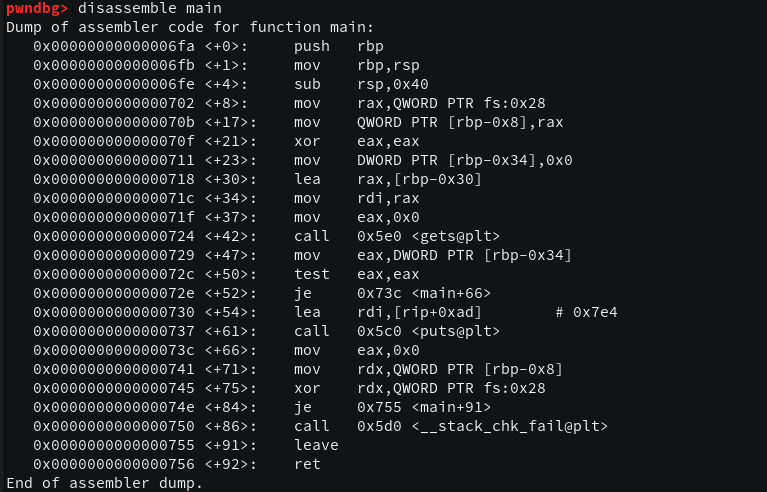 pwndbg> disassemble main
Dump of assembler code for function main:
0x00000000000006fa <+0>: push rbp
0x00000000000006fb <+1>: mov rbp,rsp
0x00000000000006fe <+4>: sub rsp,0x40
0x0000000000000702 <+8>: mov rax,QWORD PTR fs:0x28
0x000000000000070b <+17>: mov QWORD PTR [rbp-0x8],rax
0x000000000000070f <+21>: xor eax,eax
0x0000000000000711 <+23>: mov DWORD PTR [rbp-0x34],0x0
0x0000000000000718 <+30>: lea rax,[rbp-0x30]
0x000000000000071c <+34>: mov rdi,rax
0x000000000000071f <+37>: mov eax,0x0
0x0000000000000724 <+42>: call 0x5e0 <gets@plt>
0x0000000000000729 <+47>: mov eax,DWORD PTR [rbp-0x34]
0x000000000000072c <+50>: test eax,eax
0x000000000000072e <+52>: je 0x73c <main+66>
0x0000000000000730 <+54>: lea rdi,[rip+0xad] # 0x7e4
0x0000000000000737 <+61>: call 0x5c0 <puts@plt>
0x000000000000073c <+66>: mov eax,0x0
0x0000000000000741 <+71>: mov rdx,QWORD PTR [rbp-0x8]
0x0000000000000745 <+75>: xor rdx,QWORD PTR fs:0x28
0x000000000000074e <+84>: je 0x755 <main+91>
0x0000000000000750 <+86>: call 0x5d0 <__stack_chk_fail@plt>
0x0000000000000755 <+91>: leave
0x0000000000000756 <+92>: ret
End of assembler dump.